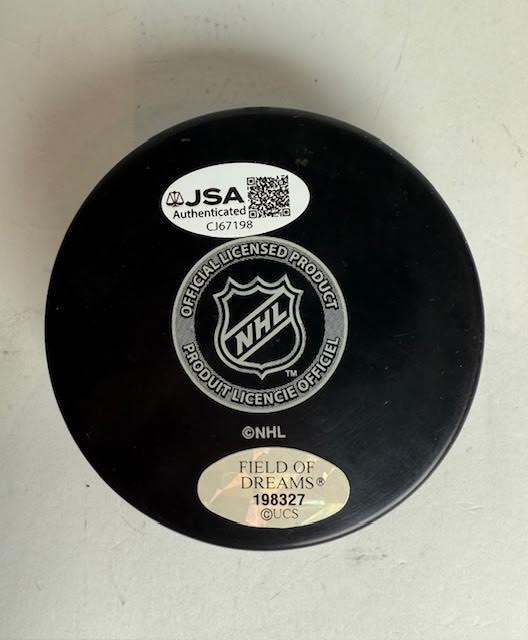 JSA
Authenticated
CJ67198
OFFICIAL LICENSED PRODUCT
NHL
TM
PRODUIT LICENCIE OFFICIEL
©NHL
FIELD OF
DREAMS®
198327
©UCS